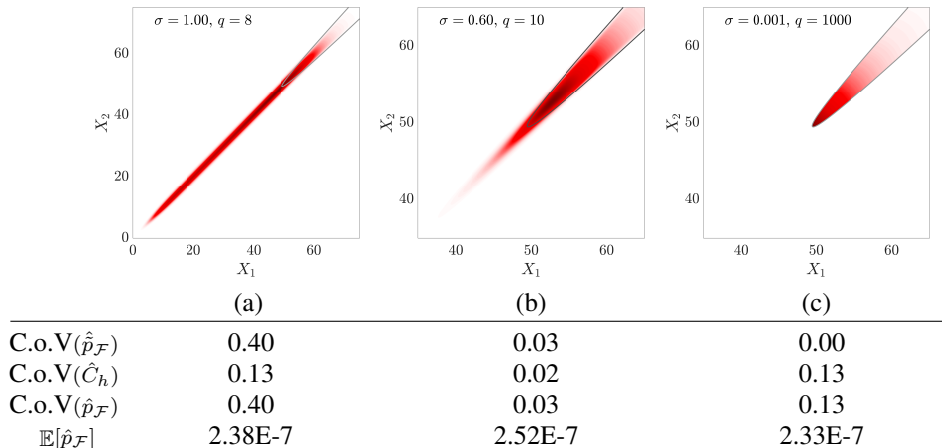 σ = 1.00, q = 8
σ = 0.60, q = 10
σ = 0.001, q = 1000
60
40
20
0
X₂
0 20 40 60
X₁
60
50
40
X₂
40 50 60
X₁
60
50
40
X₂
40 50 60
X₁
(a) (b) (c)
C.o.V(p̃̂_ℱ) 0.40 0.03 0.00
C.o.V(Ĉ_h) 0.13 0.02 0.13
C.o.V(p̂_ℱ) 0.40 0.03 0.13
𝔼[p̂_ℱ] 2.38E-7 2.52E-7 2.33E-7